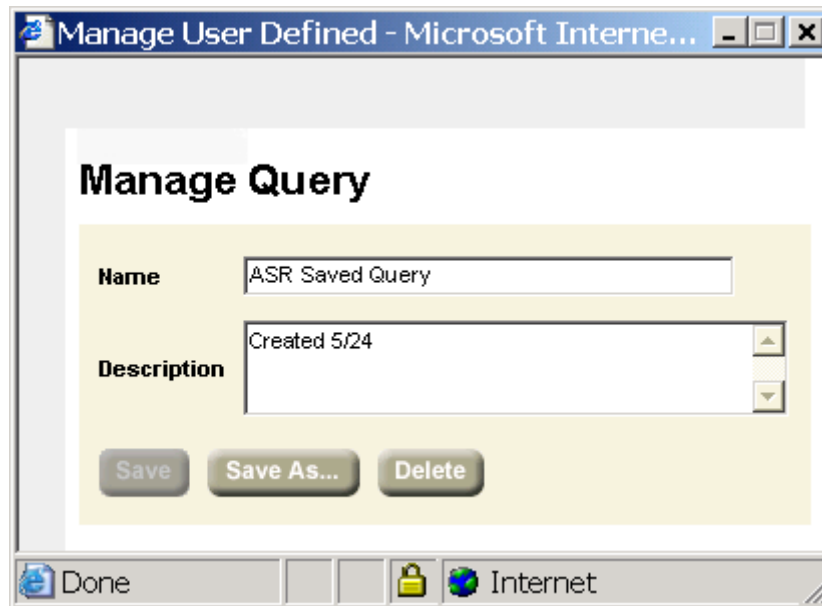 Manage User Defined - Microsoft Interne...
Manage Query
Name
ASR Saved Query
Description
Created 5/24
Save
Save As...
Delete
Done
Internet